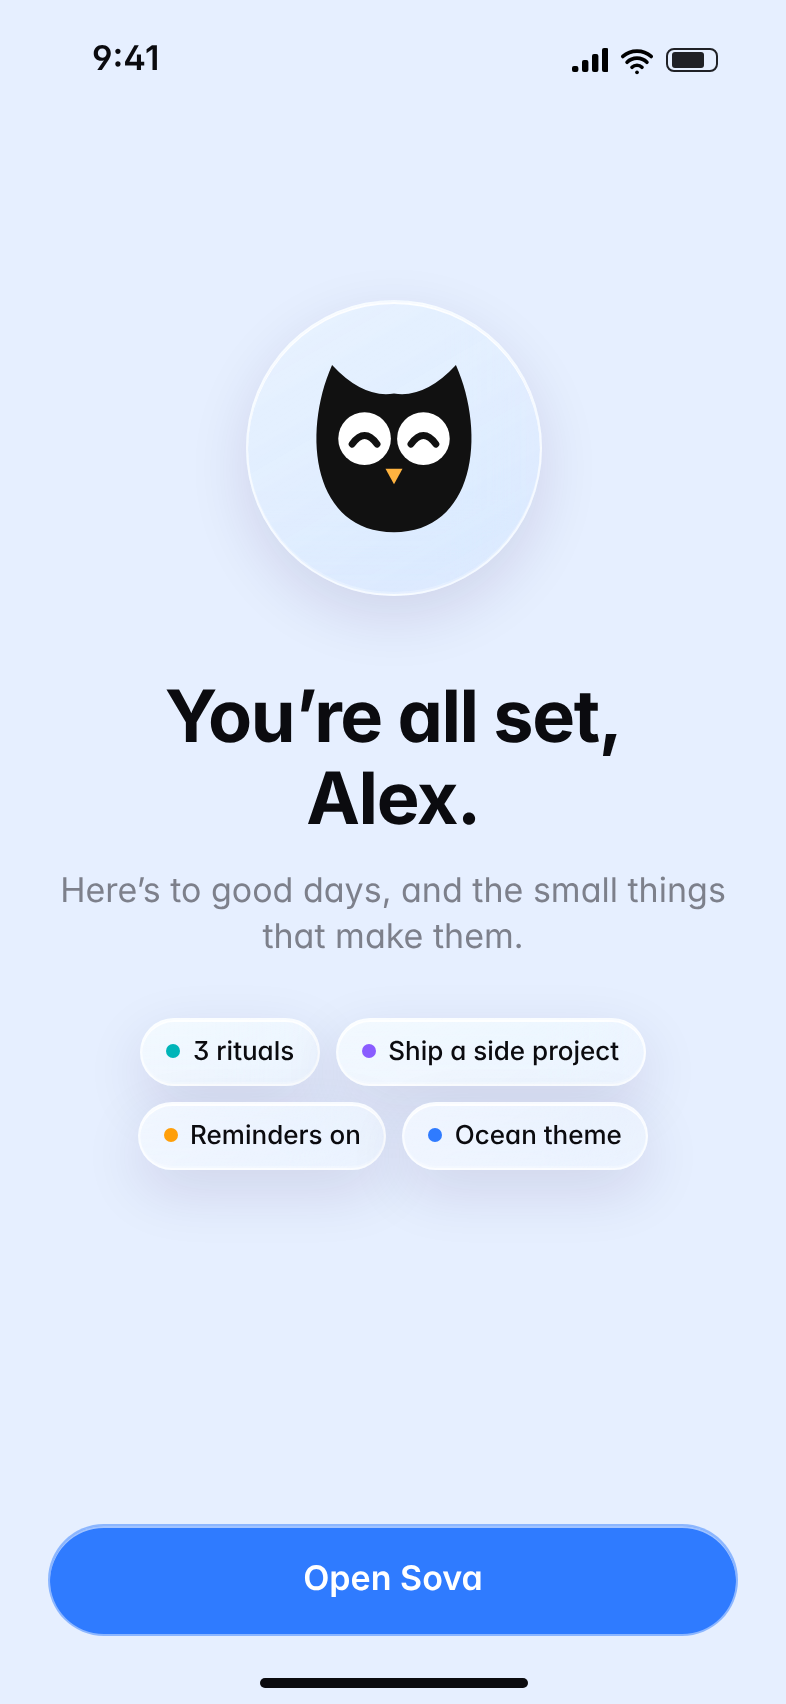 9:41
You’re all set,
Alex.
Here’s to good days, and the small things
that make them.
3 rituals
Ship a side project
Reminders on
Ocean theme
Open Sova